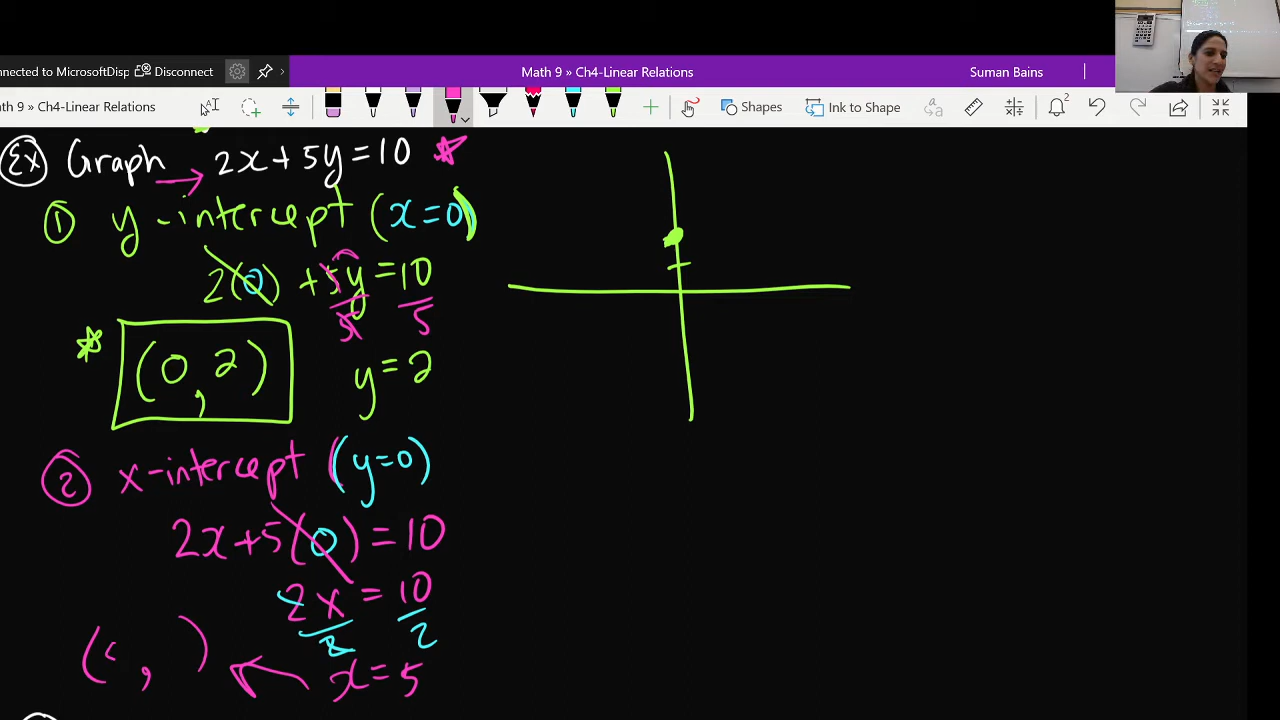 nnected to MicrosoftDisp Disconnect
Math 9 » Ch4-Linear Relations
Suman Bains
ath 9 » Ch4-Linear Relations
Shapes
Ink to Shape
2
Ex Graph → 2x+5y=10
① y-intercept (x=0)
2(0) +5y=10
5 5
(0, 2) y=2
② x-intercept (y=0)
2x+5(0)=10
2x=10
2 2
( , ) x=5